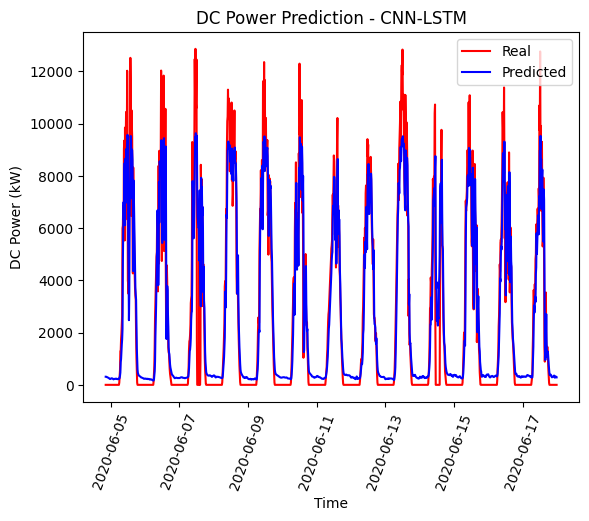 DC Power Prediction - CNN-LSTM
Real
Predicted
DC Power (kW)
12000
10000
8000
6000
4000
2000
0
2020-06-05
2020-06-07
2020-06-09
2020-06-11
2020-06-13
2020-06-15
2020-06-17
Time